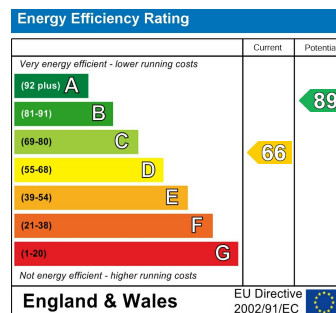 Energy Efficiency Rating
Current Potential
Very energy efficient - lower running costs
(92 plus) A
(81-91) B
(69-80) C
(55-68) D
(39-54) E
(21-38) F
(1-20) G
66
89
Not energy efficient - higher running costs
England & Wales
EU Directive
2002/91/EC